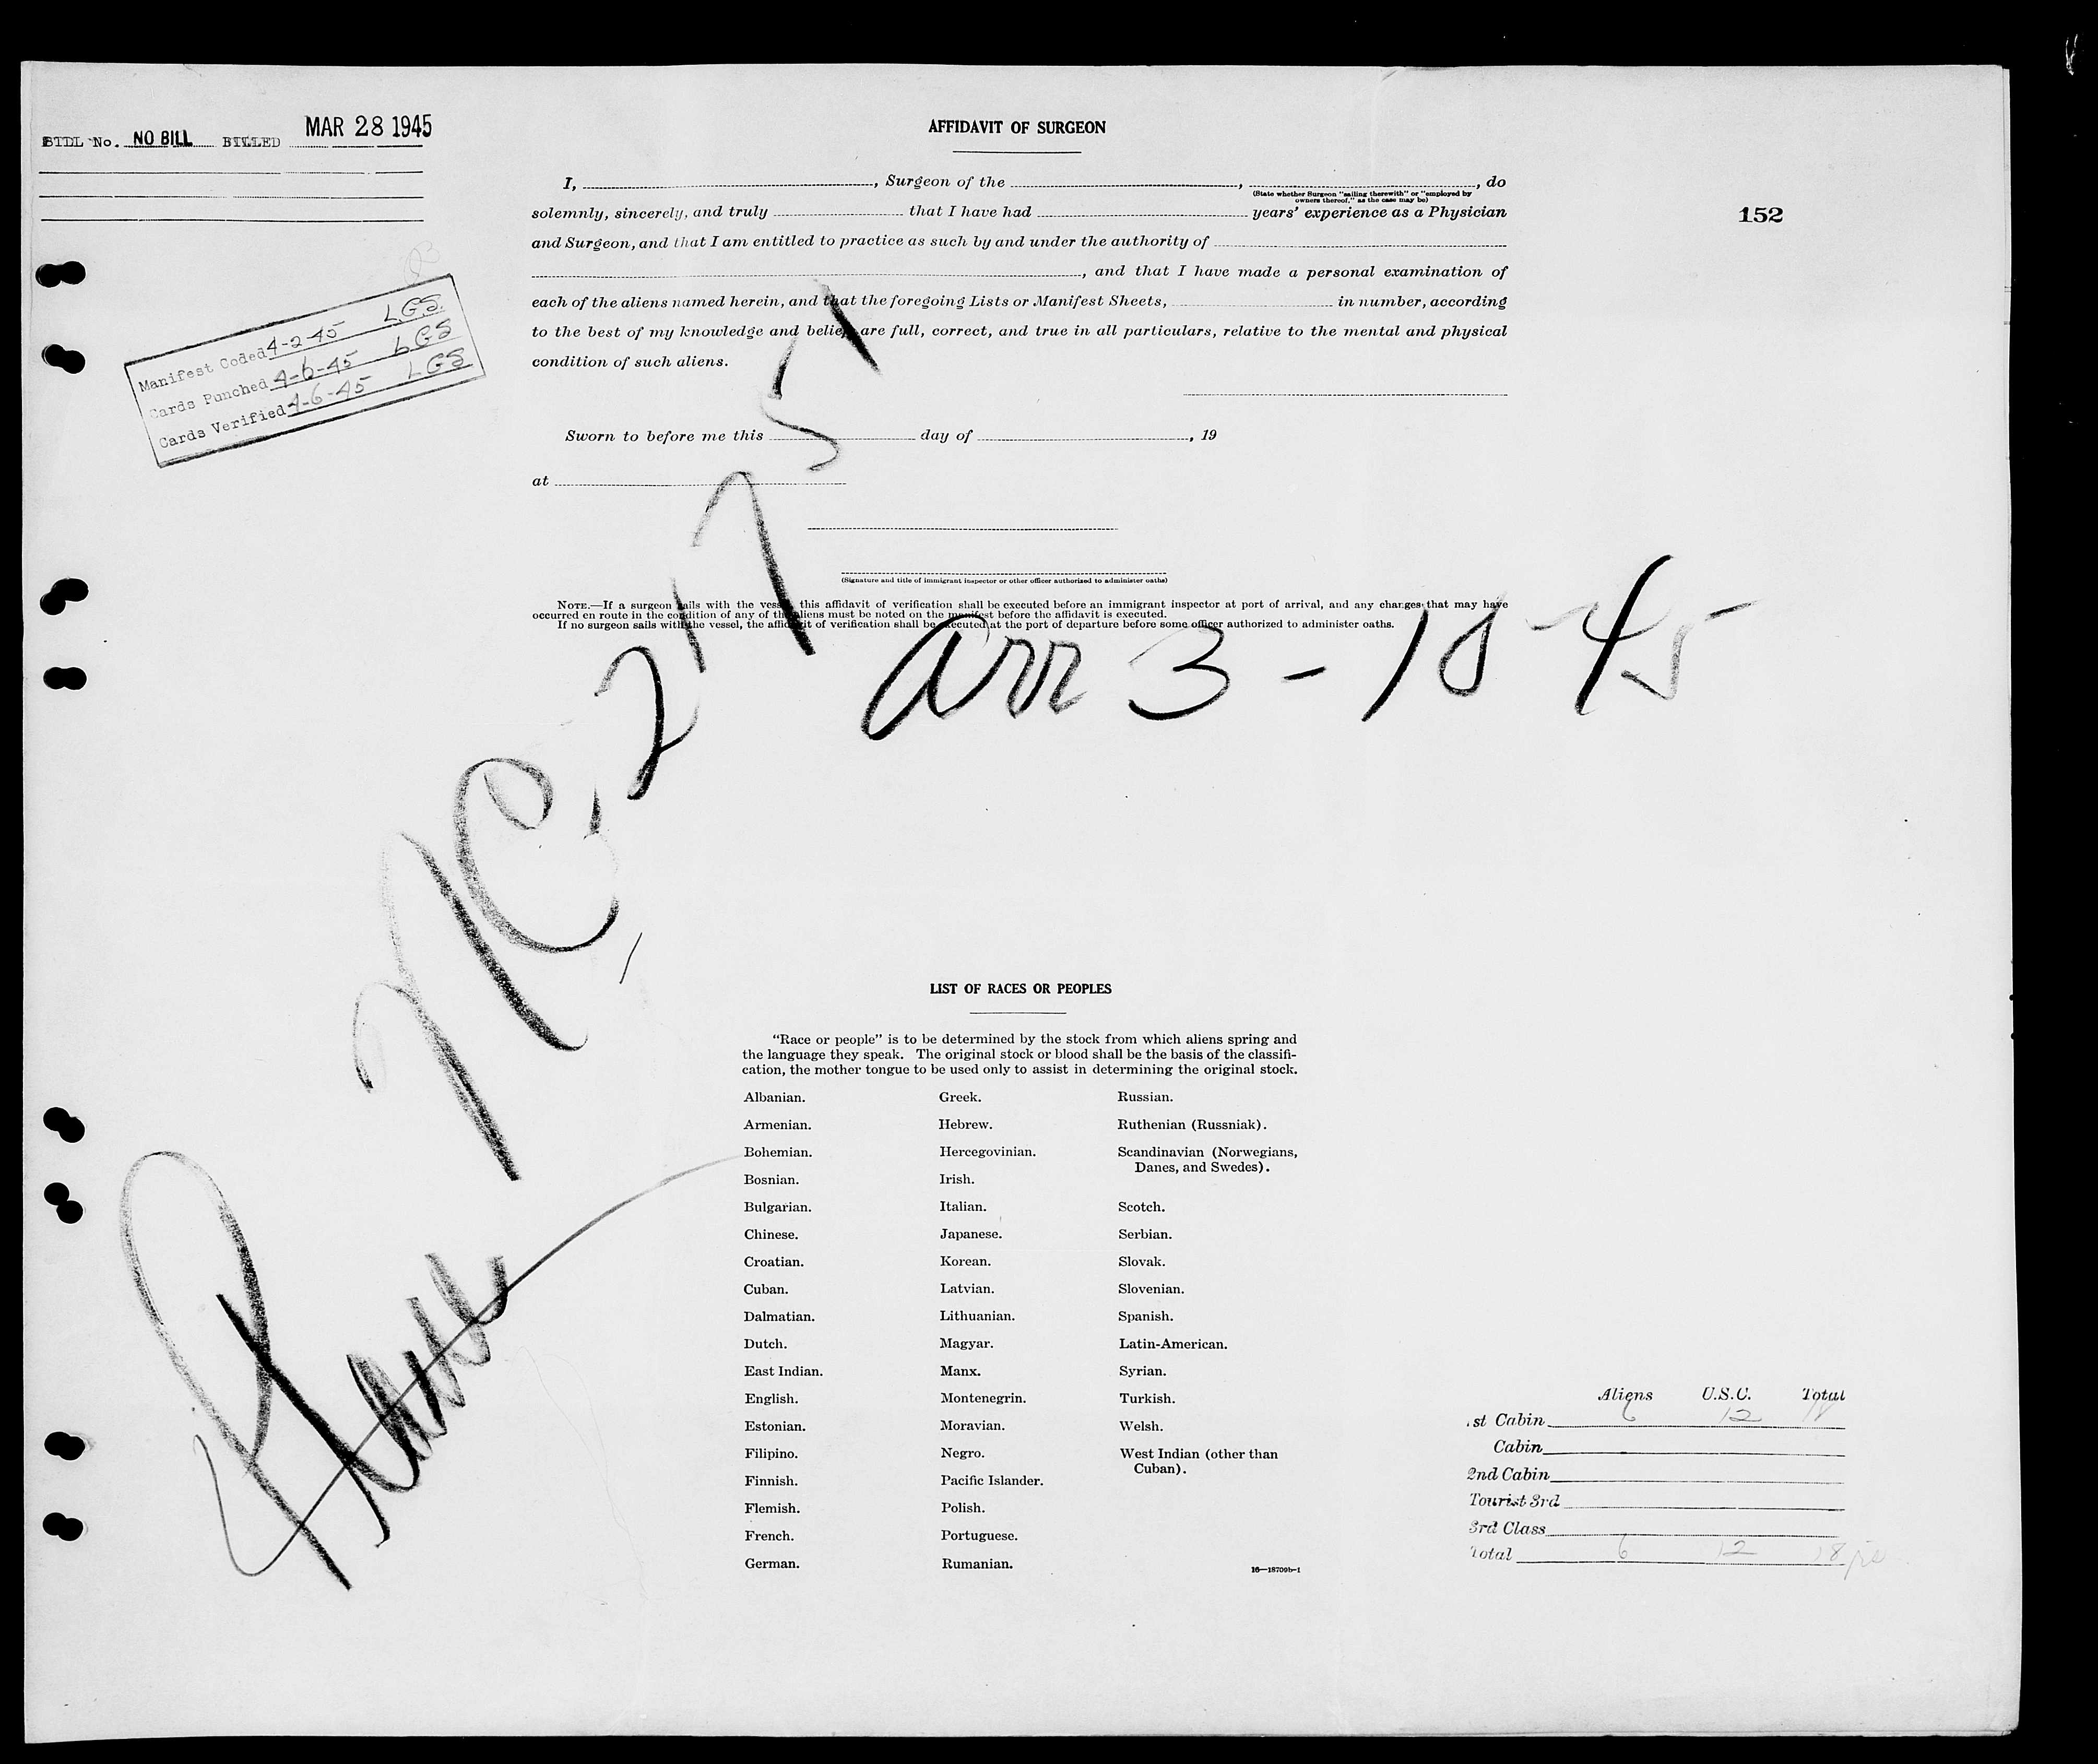 BILL No. NO BILL BILLED MAR 28 1945
AFFIDAVIT OF SURGEON
I, , Surgeon of the , , do
(State whether Surgeon "sailing therewith" or "employed by
owners thereof," as the case may be)
solemnly, sincerely, and truly that I have had years' experience as a Physician
152
and Surgeon, and that I am entitled to practice as such by and under the authority of
, and that I have made a personal examination of
each of the aliens named herein, and that the foregoing Lists or Manifest Sheets, in number, according
to the best of my knowledge and belief, are full, correct, and true in all particulars, relative to the mental and physical
condition of such aliens.
Manifest Coded 4-2-45 LGS.
Cards Punched 4-6-45 LGS
Cards Verified 4-6-45 LGS
Sworn to before me this day of , 19
at
(Signature and title of immigrant inspector or other officer authorized to administer oaths)
NOTE.—If a surgeon sails with the vessel, this affidavit of verification shall be executed before an immigrant inspector at port of arrival, and any changes that may have
occurred en route in the condition of any of the aliens must be noted on the manifest before the affidavit is executed.
If no surgeon sails with the vessel, the affidavit of verification shall be executed at the port of departure before some officer authorized to administer oaths.
Plane NC, 21751
arr 3-18-45
LIST OF RACES OR PEOPLES
"Race or people" is to be determined by the stock from which aliens spring and
the language they speak. The original stock or blood shall be the basis of the classifi-
cation, the mother tongue to be used only to assist in determining the original stock.
Albanian.
Armenian.
Bohemian.
Bosnian.
Bulgarian.
Chinese.
Croatian.
Cuban.
Dalmatian.
Dutch.
East Indian.
English.
Estonian.
Filipino.
Finnish.
Flemish.
French.
German.
Greek.
Hebrew.
Hercegovinian.
Irish.
Italian.
Japanese.
Korean.
Latvian.
Lithuanian.
Magyar.
Manx.
Montenegrin.
Moravian.
Negro.
Pacific Islander.
Polish.
Portuguese.
Rumanian.
Russian.
Ruthenian (Russniak).
Scandinavian (Norwegians,
Danes, and Swedes).
Scotch.
Serbian.
Slovak.
Slovenian.
Spanish.
Latin-American.
Syrian.
Turkish.
Welsh.
West Indian (other than
Cuban).
16—18709b-1
Aliens U.S.C. Total
1st Cabin 6 12 18
Cabin
2nd Cabin
Tourist 3rd
3rd Class
Total 6 12 18